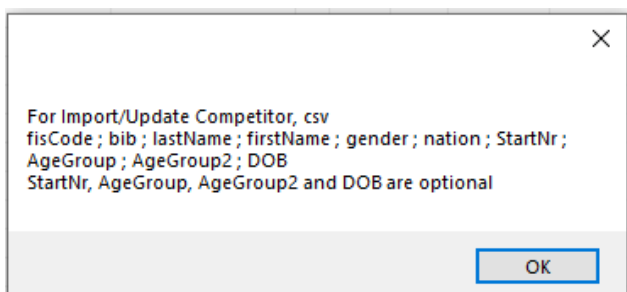 For Import/Update Competitor, csv
fisCode ; bib ; lastName ; firstName ; gender ; nation ; StartNr ;
AgeGroup ; AgeGroup2 ; DOB
StartNr, AgeGroup, AgeGroup2 and DOB are optional
OK